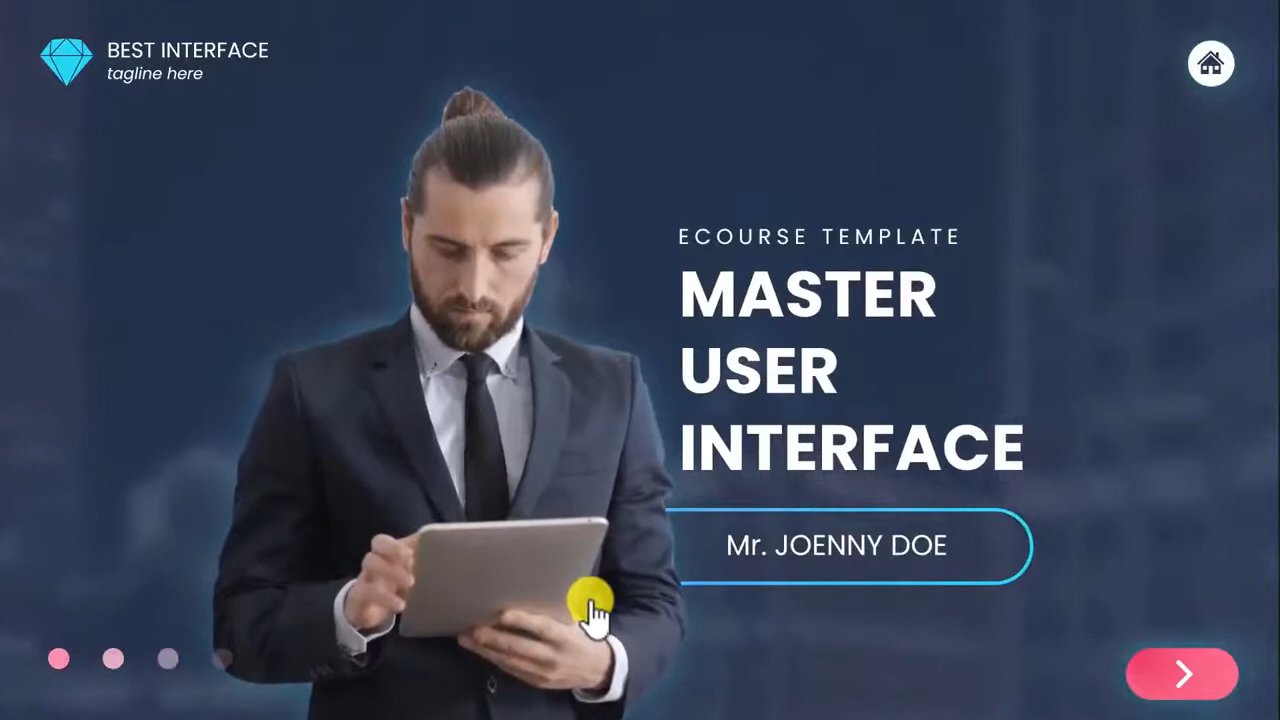 BEST INTERFACE
tagline here
ECOURSE TEMPLATE
MASTER
USER
INTERFACE
Mr. JOENNY DOE